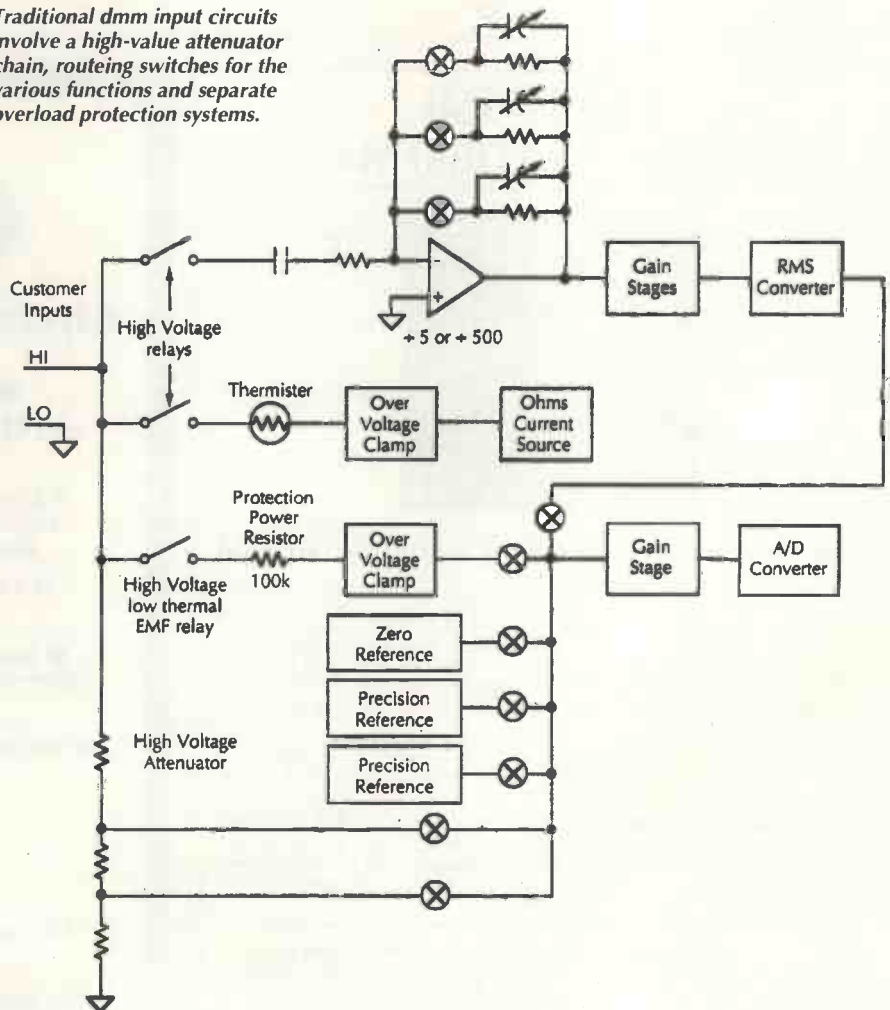 Traditional dmm input circuits
involve a high-value attenuator
chain, routeing switches for the
various functions and separate
overload protection systems.
Customer
Inputs
HI
LO
High Voltage
relays
-
+
+ 5 or + 500
Gain
Stages
RMS
Converter
Thermister
Over
Voltage
Clamp
Ohms
Current
Source
Protection
Power
Resistor
100k
High Voltage
low thermal
EMF relay
Over
Voltage
Clamp
Gain
Stage
A/D
Converter
Zero
Reference
Precision
Reference
Precision
Reference
High Voltage
Attenuator